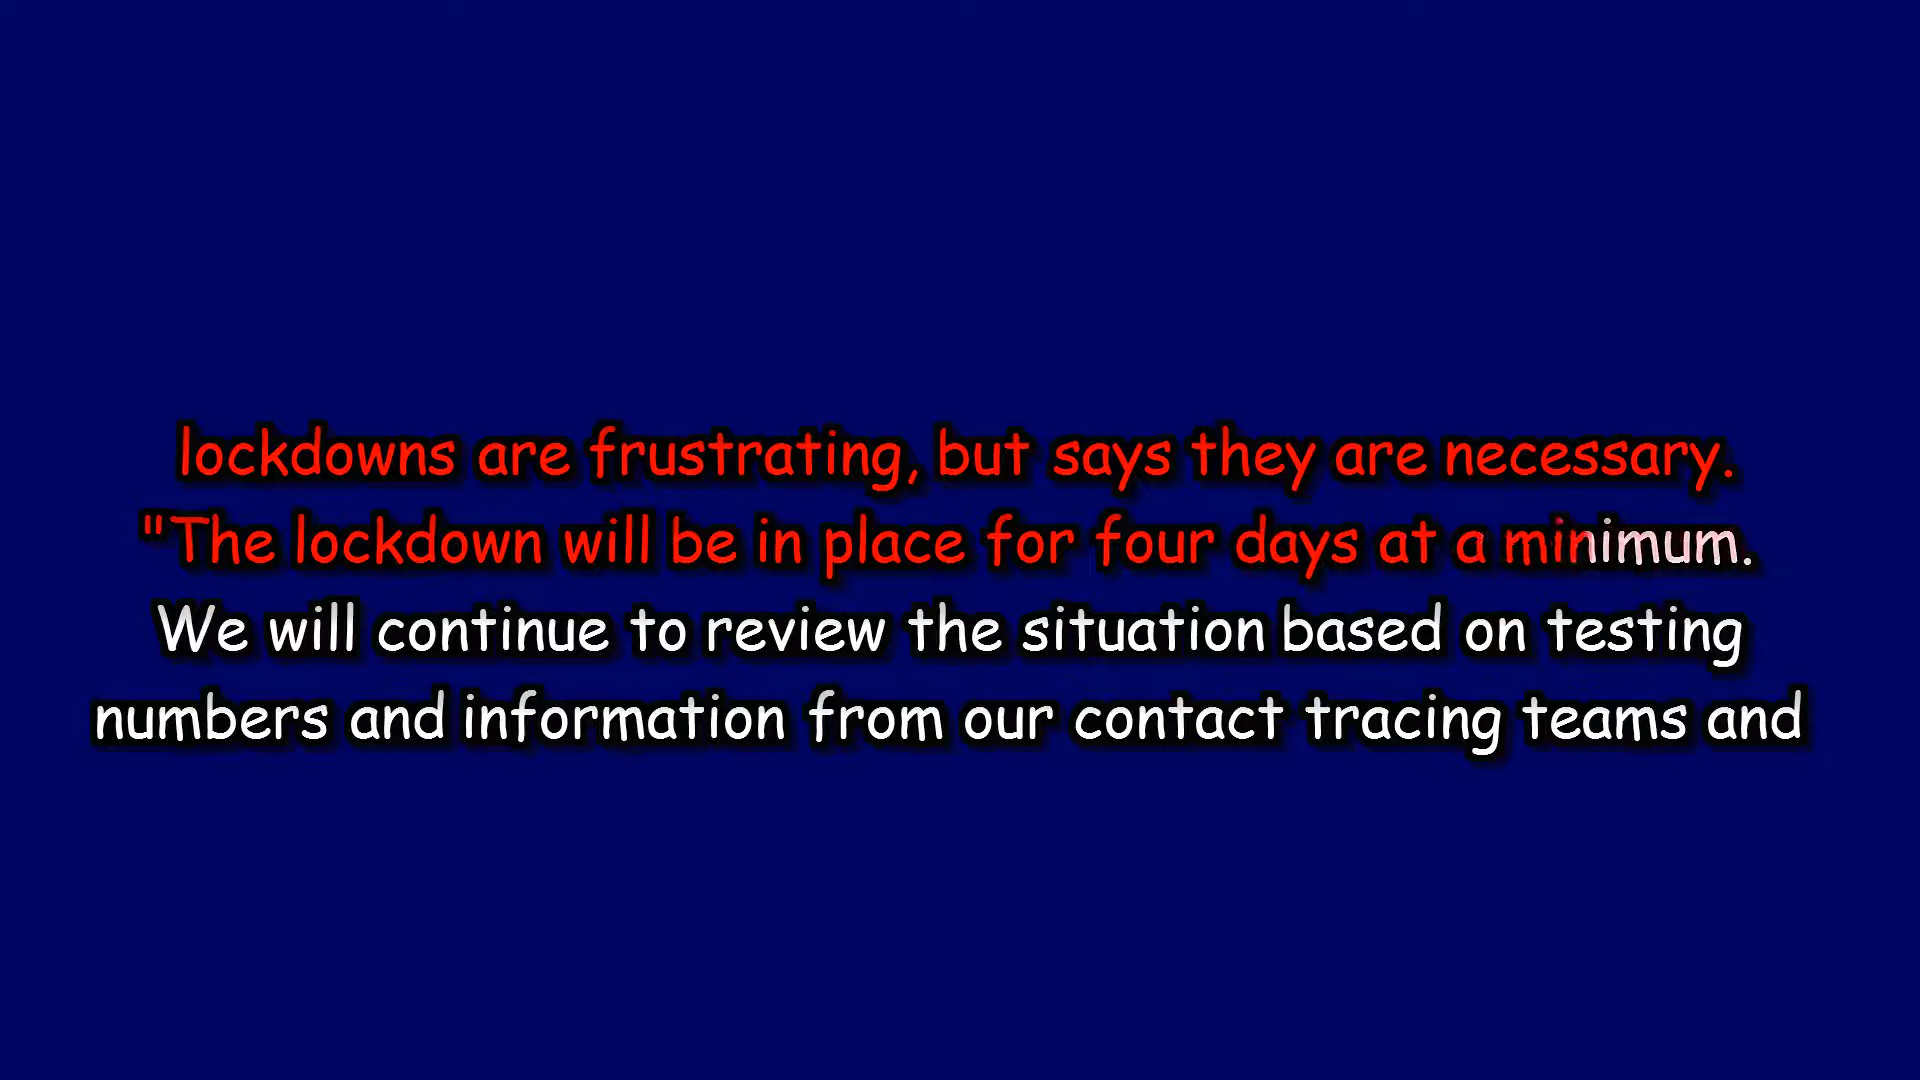 lockdowns are frustrating, but says they are necessary.
"The lockdown will be in place for four days at a minimum.
We will continue to review the situation based on testing
numbers and information from our contact tracing teams and